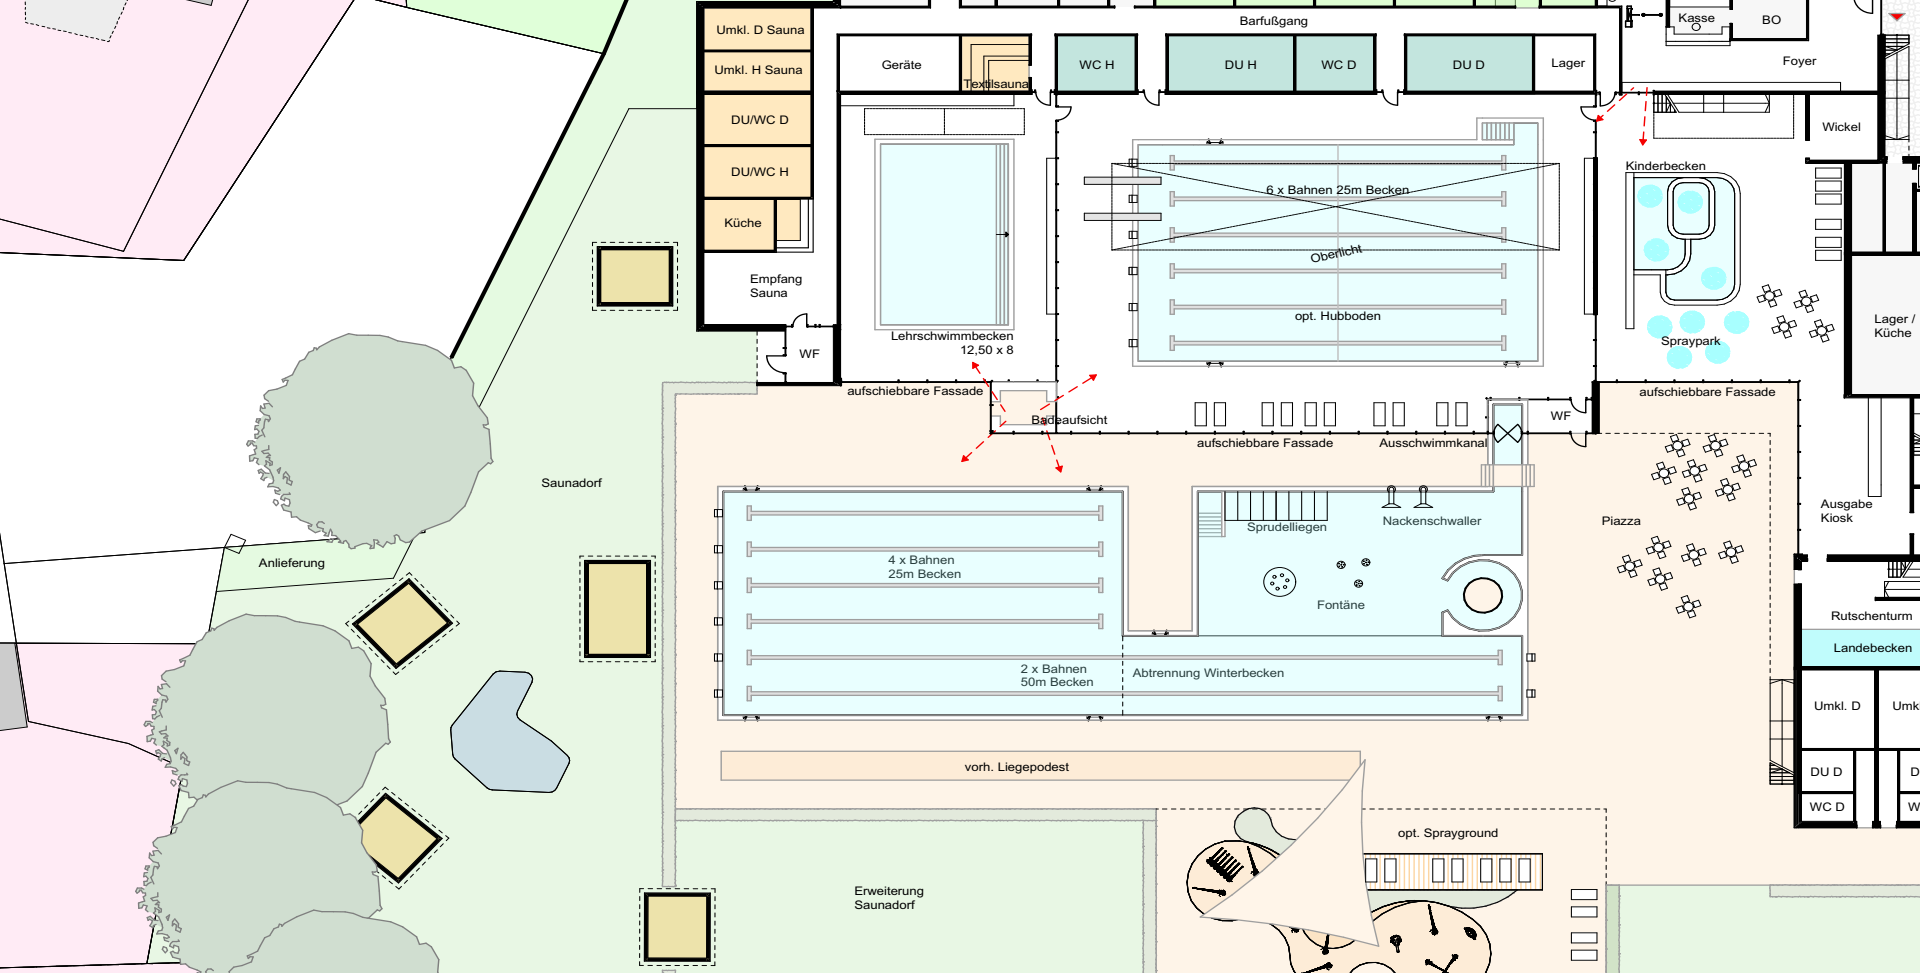 Umkl. D Sauna
Umkl. H Sauna
DU/WC D
DU/WC H
Küche
Empfang
Sauna
WF
Geräte
Textilsauna
Barfußgang
WC H
DU H
WC D
DU D
Lager
Kasse
BO
Foyer
Wickel
Kinderbecken
6 x Bahnen 25m Becken
Oberlicht
opt. Hubboden
Lehrschwimmbecken
12,50 x 8
Spraypark
Lager /
Küche
aufschiebbare Fassade
Badeaufsicht
aufschiebbare Fassade
Ausschwimmkanal
WF
aufschiebbare Fassade
Saunadorf
Anlieferung
4 x Bahnen
25m Becken
Sprudelliegen
Nackenschwaller
Fontäne
Piazza
Ausgabe
Kiosk
2 x Bahnen
50m Becken
Abtrennung Winterbecken
Rutschenturm
Landebecken
Umkl. D
DU D
WC D
vorh. Liegepodest
opt. Sprayground
Erweiterung
Saunadorf